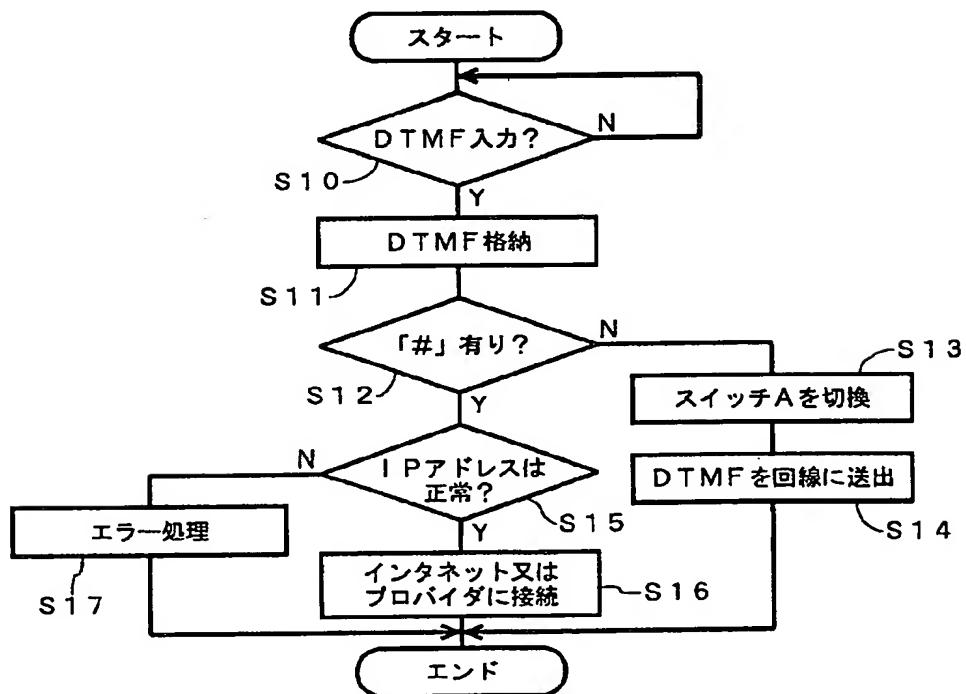 スタート
DTMF入力?
N
S10
Y
DTMF格納
S11
「#」有り?
N
S12
Y
S13
スイッチAを切換
DTMFを回線に送出
S14
IPアドレスは
正常?
N
S15
Y
エラー処理
S17
インタネット又は
プロバイダに接続
S16
エンド